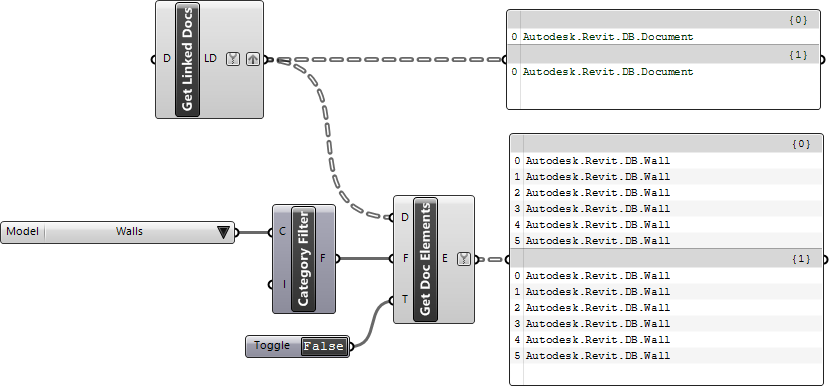 D
Get Linked Docs
LD
{0}
0 Autodesk.Revit.DB.Document
{1}
0 Autodesk.Revit.DB.Document
Model Walls
C
I
Category Filter
F
Toggle False
D
F
T
Get Doc Elements
E
{0}
0 Autodesk.Revit.DB.Wall
1 Autodesk.Revit.DB.Wall
2 Autodesk.Revit.DB.Wall
3 Autodesk.Revit.DB.Wall
4 Autodesk.Revit.DB.Wall
5 Autodesk.Revit.DB.Wall
{1}
0 Autodesk.Revit.DB.Wall
1 Autodesk.Revit.DB.Wall
2 Autodesk.Revit.DB.Wall
3 Autodesk.Revit.DB.Wall
4 Autodesk.Revit.DB.Wall
5 Autodesk.Revit.DB.Wall